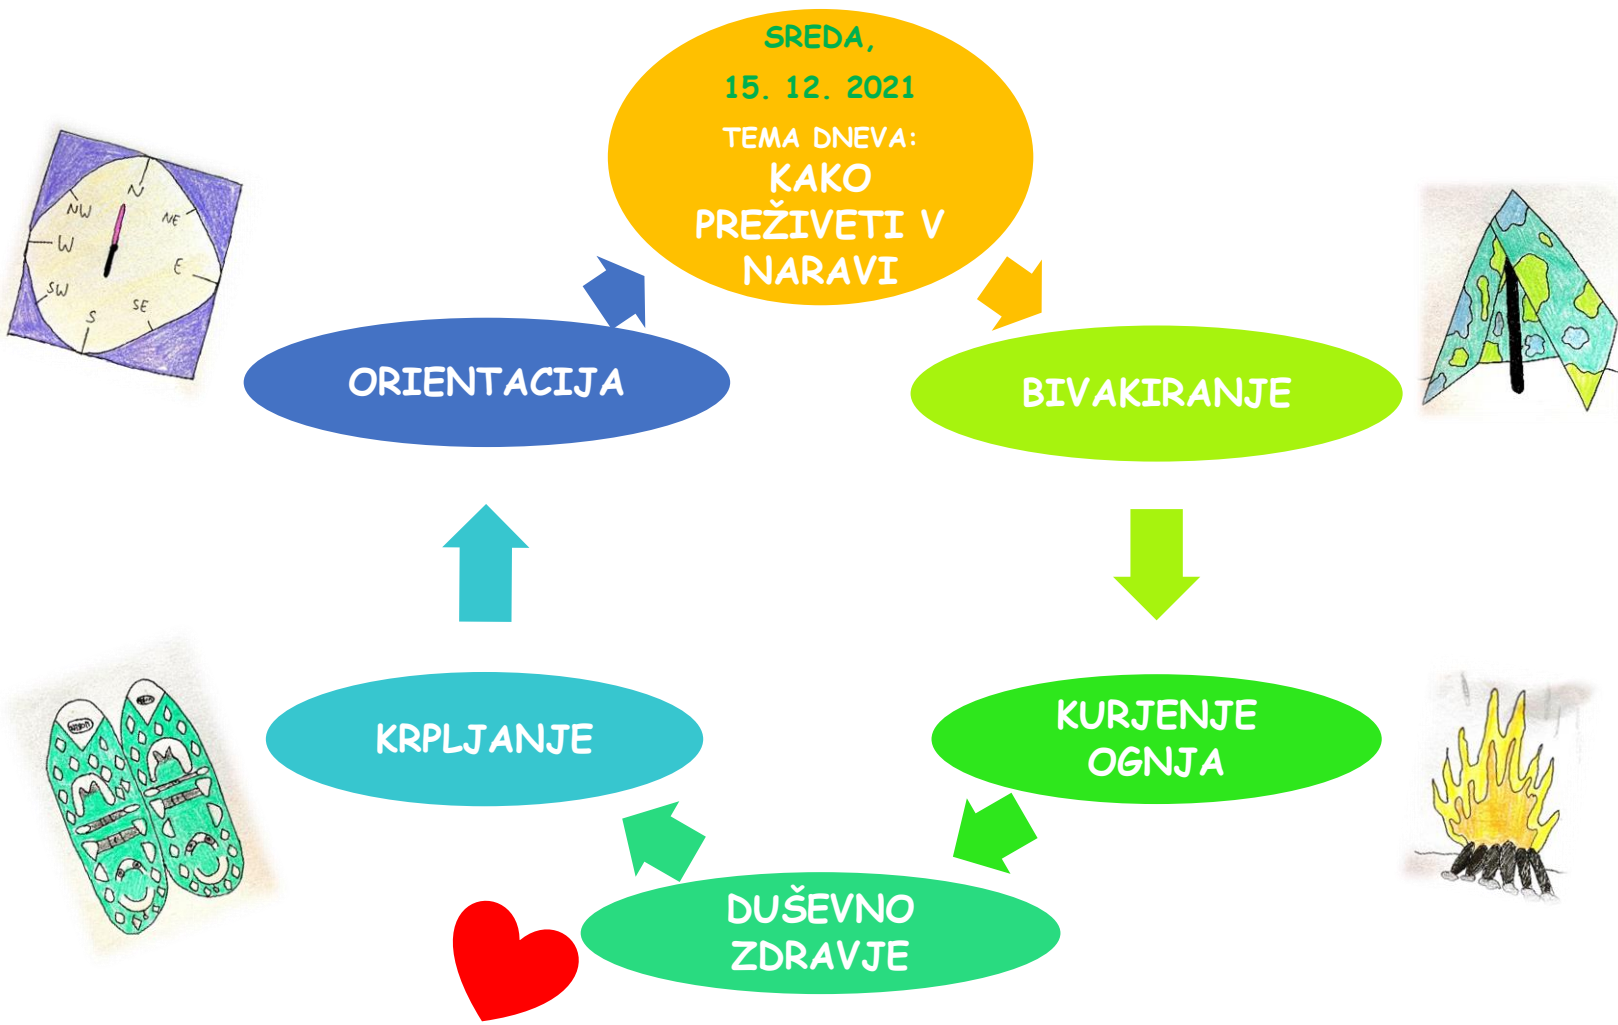 SREDA,
15. 12. 2021
TEMA DNEVA:
KAKO
PREŽIVETI V
NARAVI
BIVAKIRANJE
KURJENJE
OGNJA
DUŠEVNO
ZDRAVJE
KRPLJANJE
ORIENTACIJA
N
NE
E
SE
S
SW
W
NW